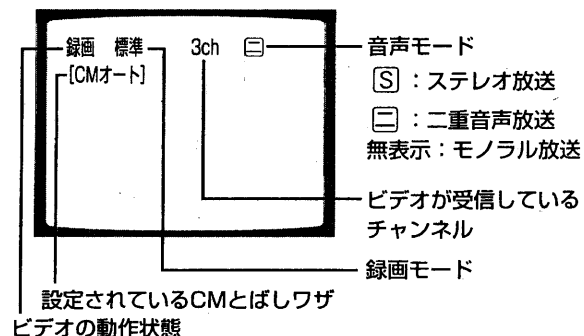 録画 標準 3ch 二
[CMオート]
音声モード
S：ステレオ放送
二：二重音声放送
無表示：モノラル放送
ビデオが受信している
チャンネル
録画モード
設定されているCMとばしワザ
ビデオの動作状態